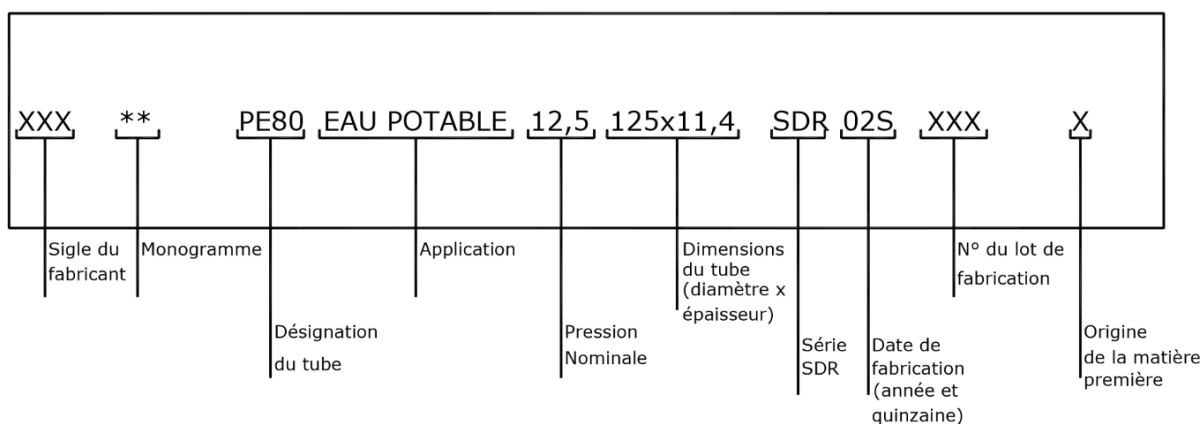 XXX ** PE80 EAU POTABLE 12,5 125x11,4 SDR 02S XXX X
Sigle du
fabricant
Monogramme
Application
Dimensions
du tube
(diamètre x
épaisseur)
N° du lot de
fabrication
Désignation
du tube
Pression
Nominale
Série
SDR
Date de
fabrication
(année et
quinzaine)
Origine
de la matière
première